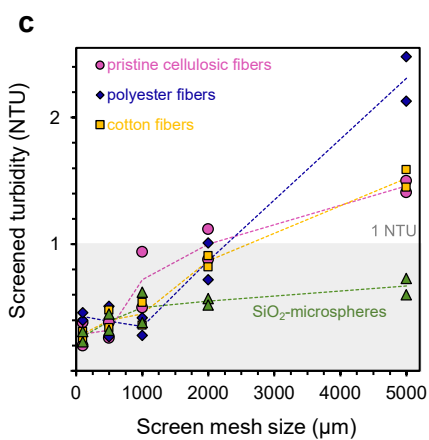 c
pristine cellulosic fibers
polyester fibers
cotton fibers
Screened turbidity (NTU)
2
1
1 NTU
SiO₂-microspheres
0 1000 2000 3000 4000 5000
Screen mesh size (µm)